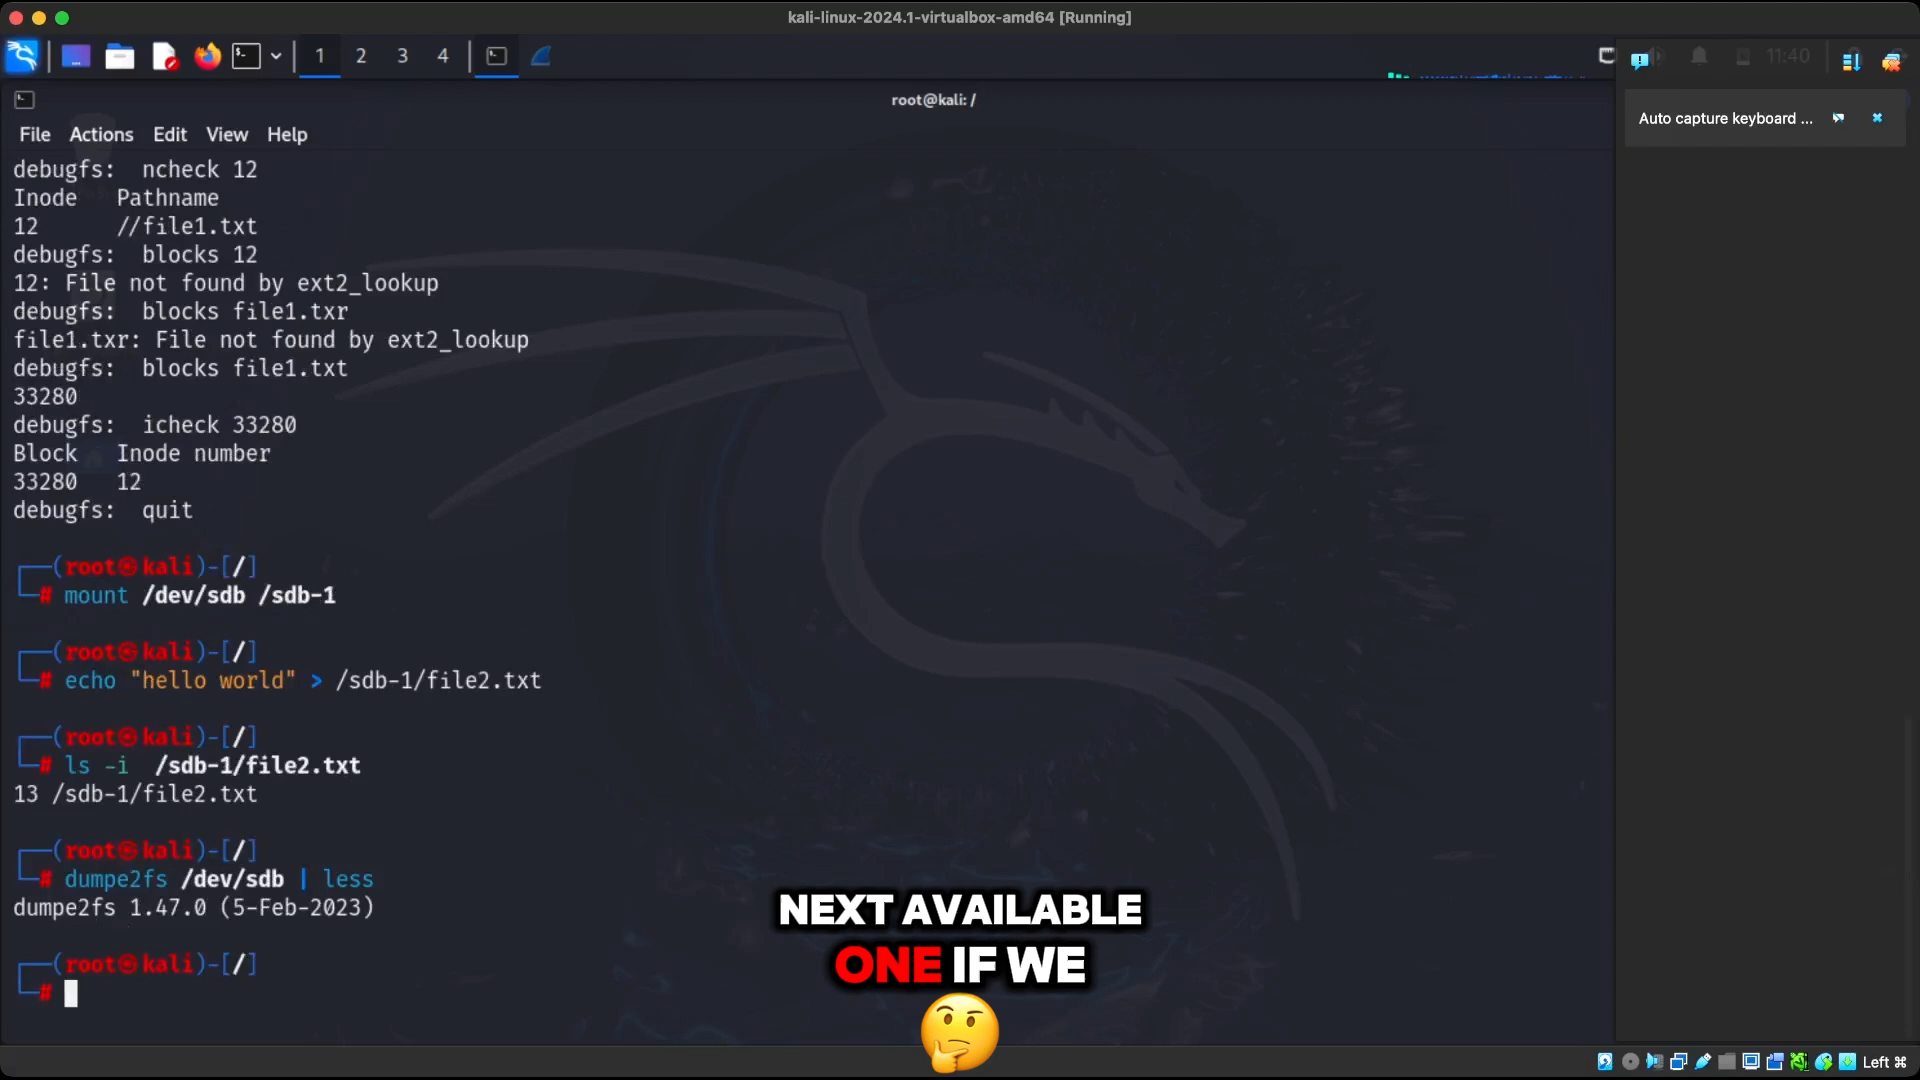 kali-linux-2024.1-virtualbox-amd64 [Running]
1 2 3 4
11:40
root@kali: /
Auto capture keyboard ...
File Actions Edit View Help
debugfs:  ncheck 12
Inode   Pathname
12      //file1.txt
debugfs:  blocks 12
12: File not found by ext2_lookup
debugfs:  blocks file1.txr
file1.txr: File not found by ext2_lookup
debugfs:  blocks file1.txt
33280
debugfs:  icheck 33280
Block   Inode number
33280   12
debugfs:  quit
┌──(root㉿kali)-[/]
└─# mount /dev/sdb /sdb-1
┌──(root㉿kali)-[/]
└─# echo "hello world" > /sdb-1/file2.txt
┌──(root㉿kali)-[/]
└─# ls -i  /sdb-1/file2.txt
13 /sdb-1/file2.txt
┌──(root㉿kali)-[/]
└─# dumpe2fs /dev/sdb | less
dumpe2fs 1.47.0 (5-Feb-2023)
┌──(root㉿kali)-[/]
└─#
NEXT AVAILABLE
ONE IF WE
Left ⌘